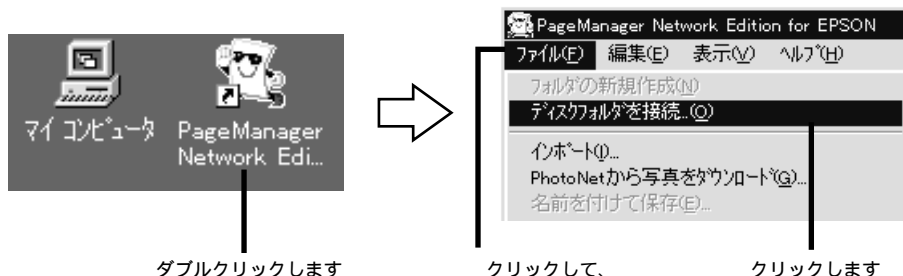 マイ コンピュータ
PageManager
Network Edi...
ダブルクリックします
PageManager Network Edition for EPSON
ファイル(F) 編集(E) 表示(V) ヘルプ(H)
フォルダの新規作成(N)
ディスクフォルダを接続..(O)
インポート(I)...
PhotoNetから写真をダウンロード(G)...
名前を付けて保存(E)...
クリックして、
クリックします